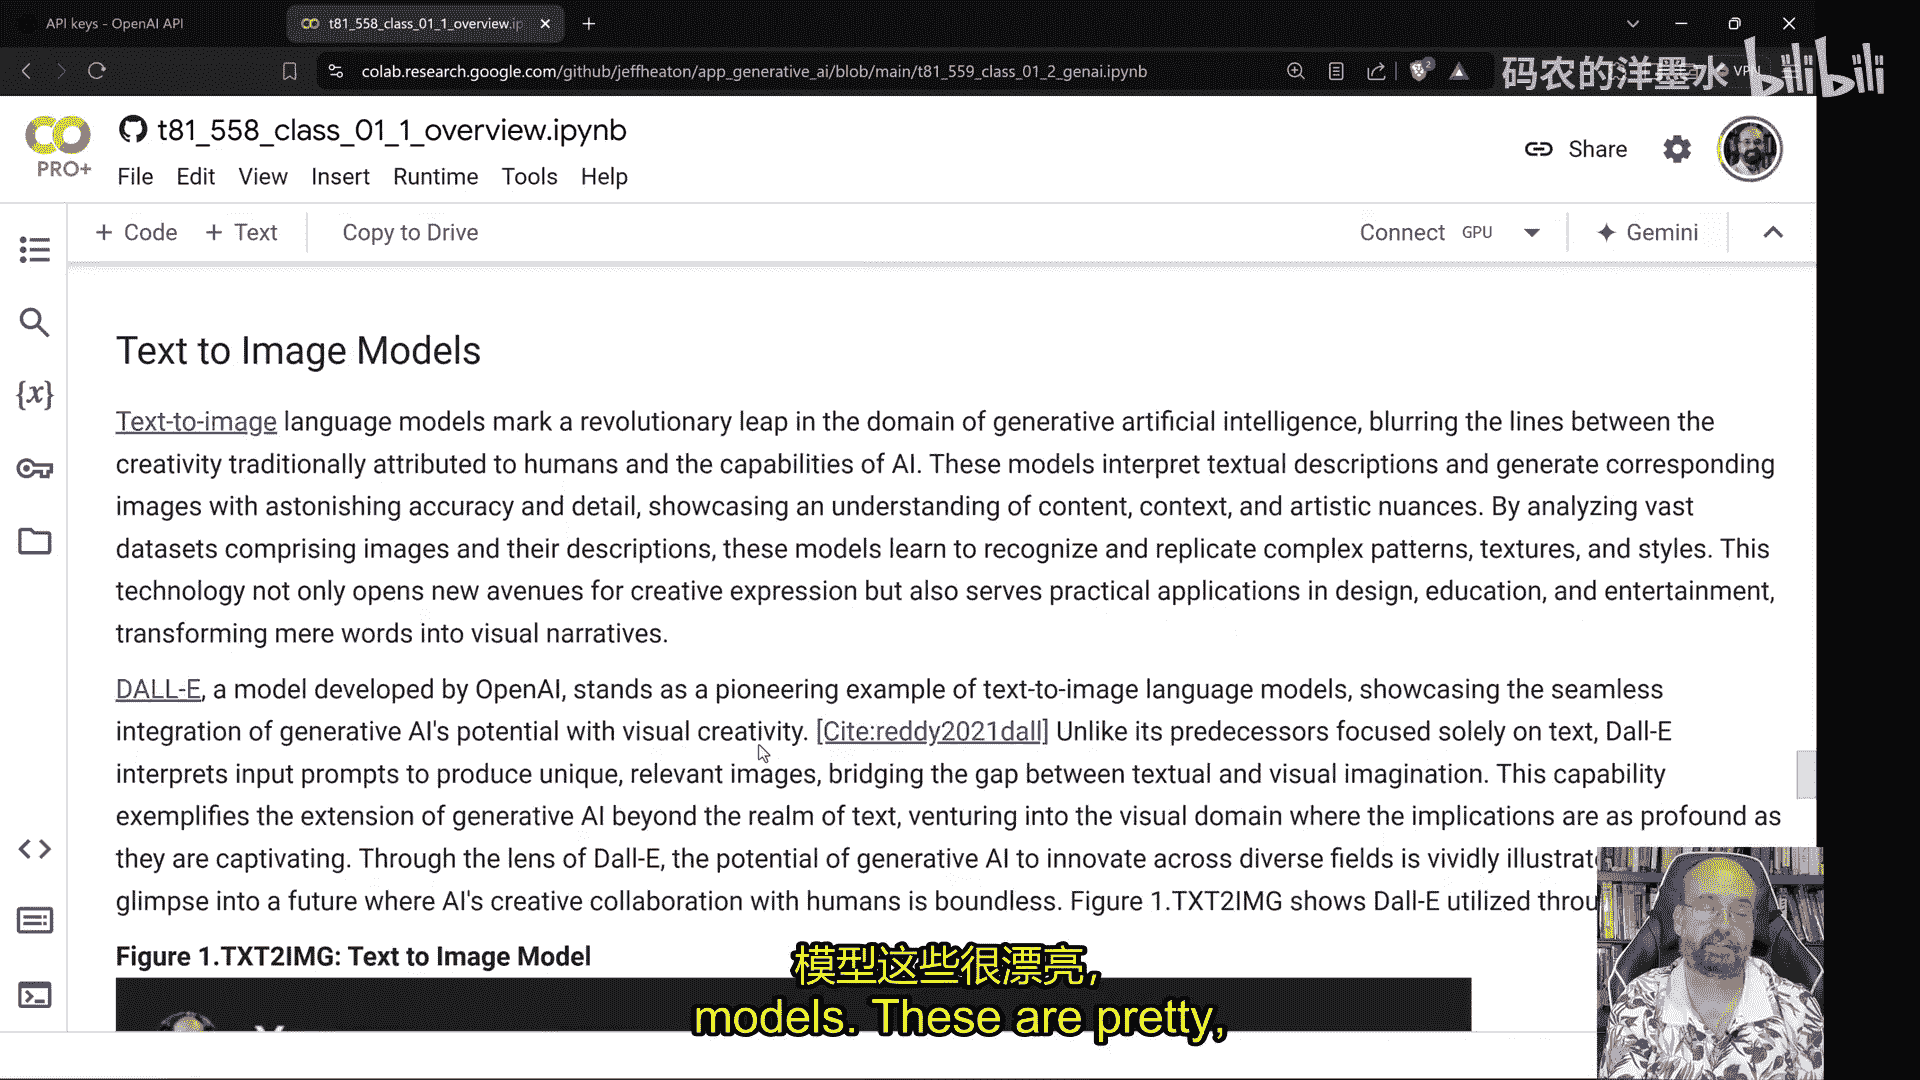 API keys - OpenAI API
t81_558_class_01_1_overview.ip
colab.research.google.com/github/jeffheaton/app_generative_ai/blob/main/t81_559_class_01_2_genai.ipynb
2
VPN
码农的洋墨水
bilibili
PRO+
t81_558_class_01_1_overview.ipynb
File Edit View Insert Runtime Tools Help
Share
+ Code + Text Copy to Drive
Connect GPU
Gemini
{x}
Text to Image Models
Text-to-image language models mark a revolutionary leap in the domain of generative artificial intelligence, blurring the lines between the
creativity traditionally attributed to humans and the capabilities of AI. These models interpret textual descriptions and generate corresponding
images with astonishing accuracy and detail, showcasing an understanding of content, context, and artistic nuances. By analyzing vast
datasets comprising images and their descriptions, these models learn to recognize and replicate complex patterns, textures, and styles. This
technology not only opens new avenues for creative expression but also serves practical applications in design, education, and entertainment,
transforming mere words into visual narratives.
DALL-E, a model developed by OpenAI, stands as a pioneering example of text-to-image language models, showcasing the seamless
integration of generative AI's potential with visual creativity. [Cite:reddy2021dall] Unlike its predecessors focused solely on text, Dall-E
interprets input prompts to produce unique, relevant images, bridging the gap between textual and visual imagination. This capability
exemplifies the extension of generative AI beyond the realm of text, venturing into the visual domain where the implications are as profound as
they are captivating. Through the lens of Dall-E, the potential of generative AI to innovate across diverse fields is vividly illustrat
glimpse into a future where AI's creative collaboration with humans is boundless. Figure 1.TXT2IMG shows Dall-E utilized throu
Figure 1.TXT2IMG: Text to Image Model
模型这些很漂亮，
models. These are pretty,